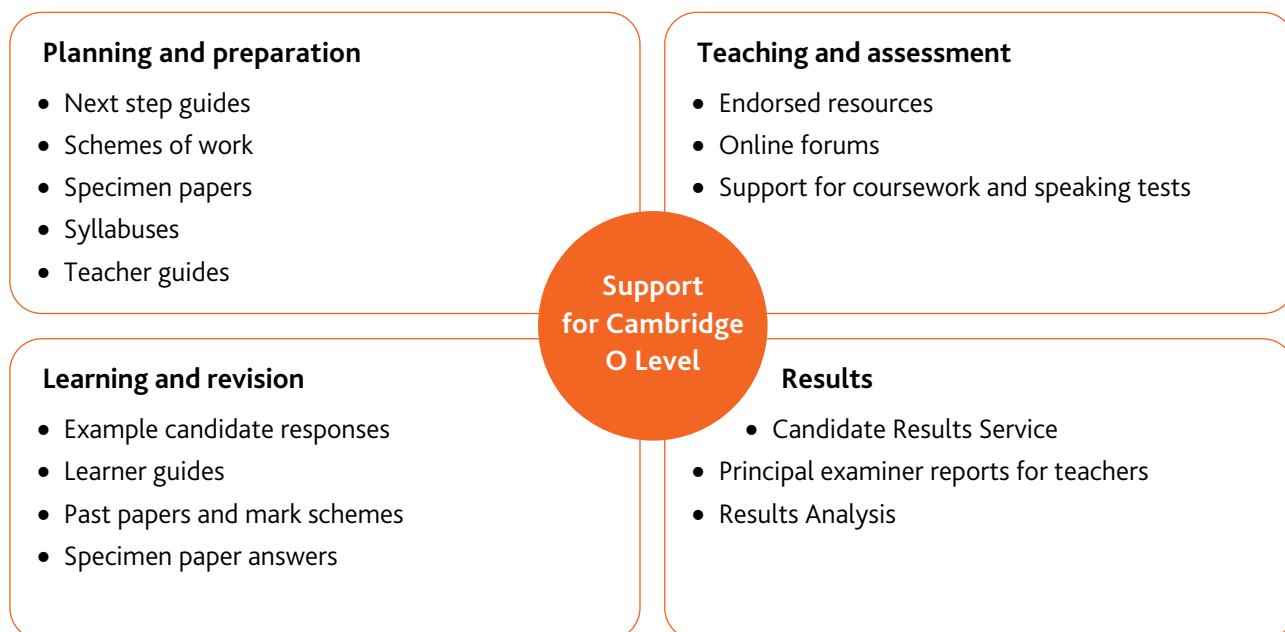 Planning and preparation
• Next step guides
• Schemes of work
• Specimen papers
• Syllabuses
• Teacher guides
Teaching and assessment
• Endorsed resources
• Online forums
• Support for coursework and speaking tests
Support
for Cambridge
O Level
Learning and revision
• Example candidate responses
• Learner guides
• Past papers and mark schemes
• Specimen paper answers
Results
• Candidate Results Service
• Principal examiner reports for teachers
• Results Analysis